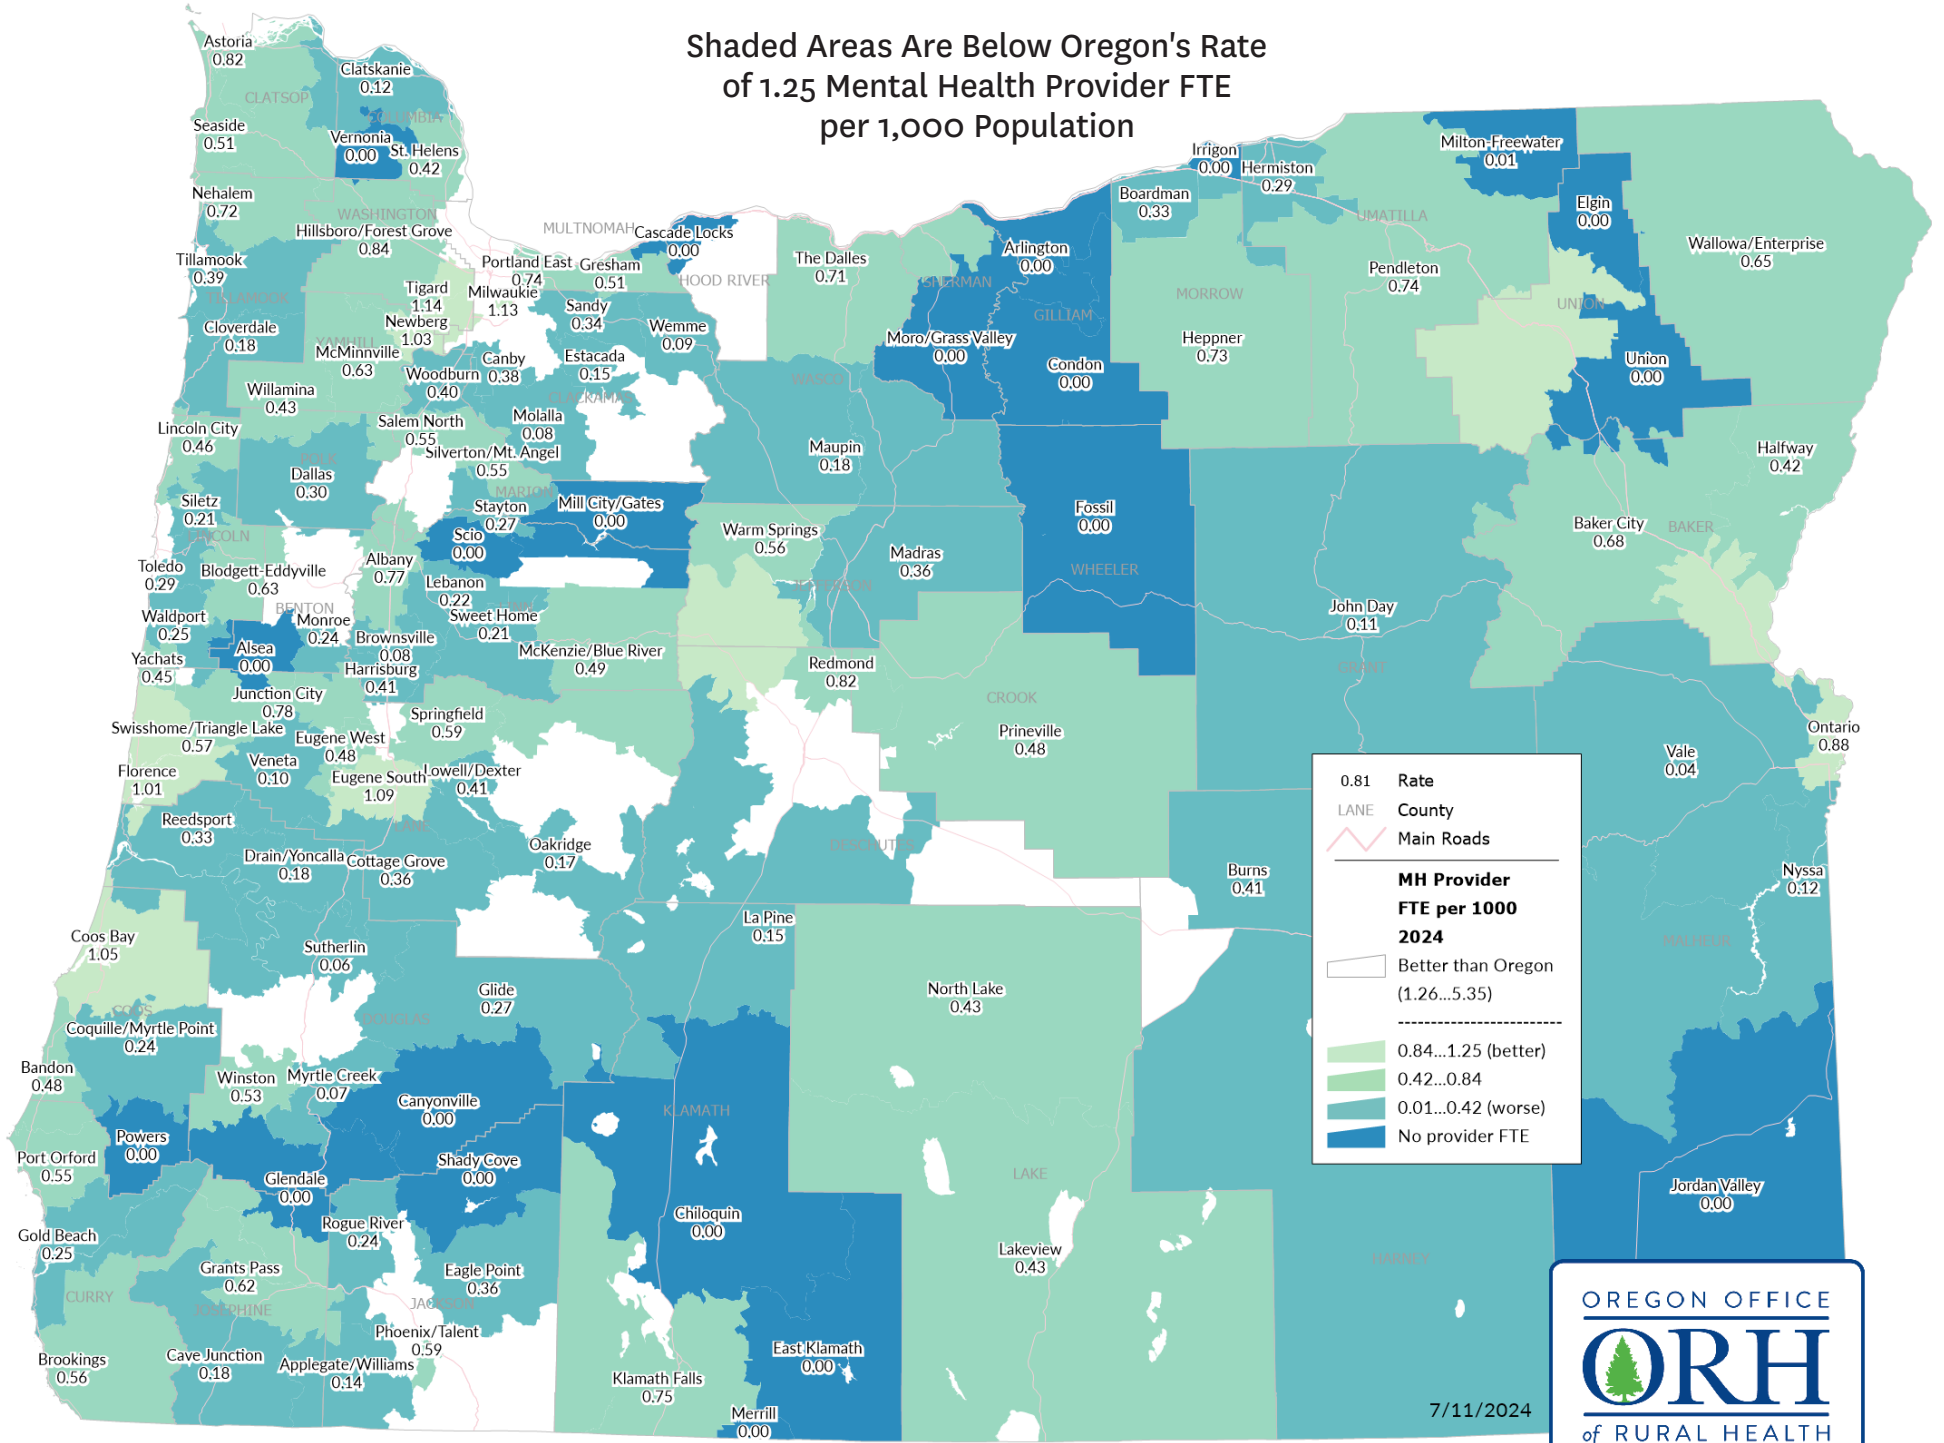 Shaded Areas Are Below Oregon's Rate
of 1.25 Mental Health Provider FTE
per 1,000 Population
Astoria
0.82
Clatskanie
0.12
CLATSOP
COLUMBIA
Seaside
0.51
Vernonia
0.00
St. Helens
0.42
Nehalem
0.72
WASHINGTON
Hillsboro/Forest Grove
0.84
MULTNOMAH
Cascade Locks
0.00
HOOD RIVER
Tillamook
0.39
TILLAMOOK
Portland East
0.74
Gresham
0.51
Tigard
1.14
Milwaukie
1.13
Newberg
1.03
Sandy
0.34
Wemme
0.09
Cloverdale
0.18
YAMHILL
McMinnville
0.63
Canby
0.38
Estacada
0.15
Woodburn
0.40
CLACKAMAS
Willamina
0.43
Molalla
0.08
Lincoln City
0.46
Salem North
0.55
Silverton/Mt. Angel
0.55
POLK
Dallas
0.30
MARION
Siletz
0.21
Stayton
0.27
Mill City/Gates
0.00
LINCOLN
Scio
0.00
Toledo
0.29
Blodgett-Eddyville
0.63
Albany
0.77
Lebanon
0.22
BENTON
Waldport
0.25
Monroe
0.24
Sweet Home
0.21
Alsea
0.00
Brownsville
0.08
Yachats
0.45
Harrisburg
0.41
McKenzie/Blue River
0.49
Junction City
0.78
Swisshome/Triangle Lake
0.57
Eugene West
0.48
Springfield
0.59
Florence
1.01
Veneta
0.10
Eugene South
1.09
Lowell/Dexter
0.41
Reedsport
0.33
LANE
Drain/Yoncalla
0.18
Cottage Grove
0.36
Oakridge
0.17
Coos Bay
1.05
Sutherlin
0.06
Glide
0.27
COOS
DOUGLAS
Coquille/Myrtle Point
0.24
Bandon
0.48
Winston
0.53
Myrtle Creek
0.07
Canyonville
0.00
Powers
0.00
Port Orford
0.55
Glendale
0.00
Shady Cove
0.00
Rogue River
0.24
Gold Beach
0.25
Grants Pass
0.62
Eagle Point
0.36
CURRY
JOSEPHINE
JACKSON
Phoenix/Talent
0.59
Brookings
0.56
Cave Junction
0.18
Applegate/Williams
0.14
The Dalles
0.71
SHERMAN
Arlington
0.00
GILLIAM
Moro/Grass Valley
0.00
Condon
0.00
WASCO
Maupin
0.18
Fossil
0.00
WHEELER
Warm Springs
0.56
Madras
0.36
JEFFERSON
Redmond
0.82
CROOK
Prineville
0.48
DESCHUTES
La Pine
0.15
North Lake
0.43
KLAMATH
LAKE
Chiloquin
0.00
Lakeview
0.43
East Klamath
0.00
Klamath Falls
0.75
Merrill
0.00
Irrigon
0.00
Hermiston
0.29
Boardman
0.33
Milton-Freewater
0.01
Elgin
0.00
UMATILLA
Wallowa/Enterprise
0.65
Pendleton
0.74
MORROW
Heppner
0.73
UNION
Union
0.00
Halfway
0.42
Baker City
0.68
BAKER
John Day
0.11
GRANT
Ontario
0.88
Vale
0.04
Burns
0.41
Nyssa
0.12
MALHEUR
Jordan Valley
0.00
HARNEY
0.81 Rate
LANE County
Main Roads
MH Provider
FTE per 1000
2024
Better than Oregon
(1.26...5.35)
--------------------------
0.84...1.25 (better)
0.42...0.84
0.01...0.42 (worse)
No provider FTE
7/11/2024
OREGON OFFICE
ORH
of RURAL HEALTH